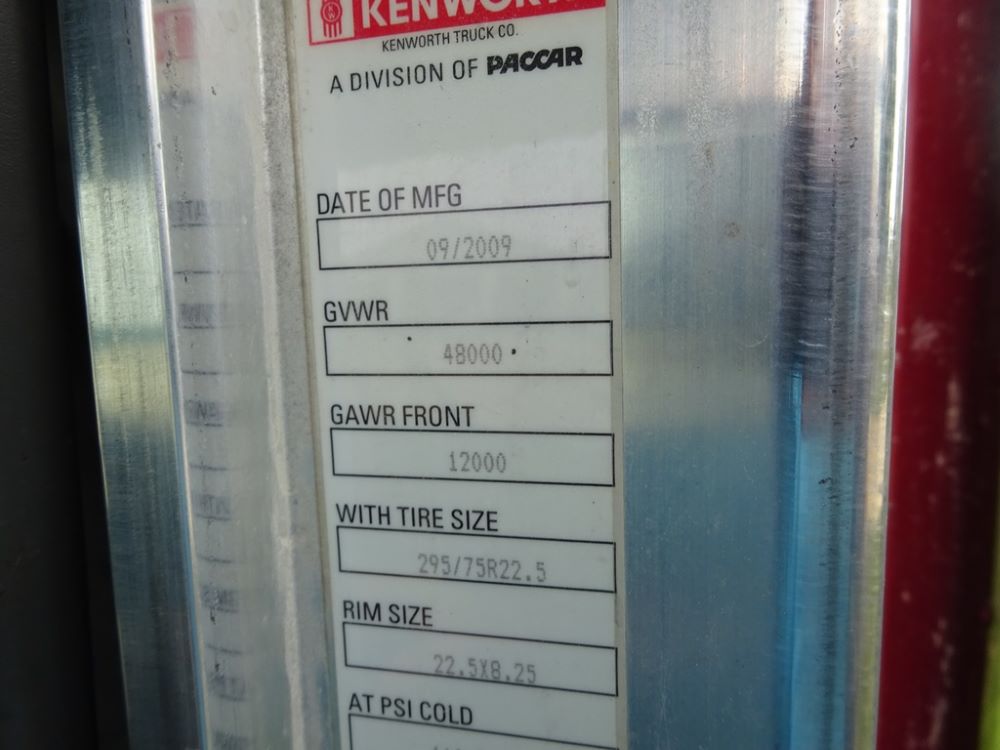 KENWORTH
KENWORTH TRUCK CO.
A DIVISION OF PACCAR
DATE OF MFG
09/2009
GVWR
48000
GAWR FRONT
12000
WITH TIRE SIZE
295/75R22.5
RIM SIZE
22.5X8.25
AT PSI COLD